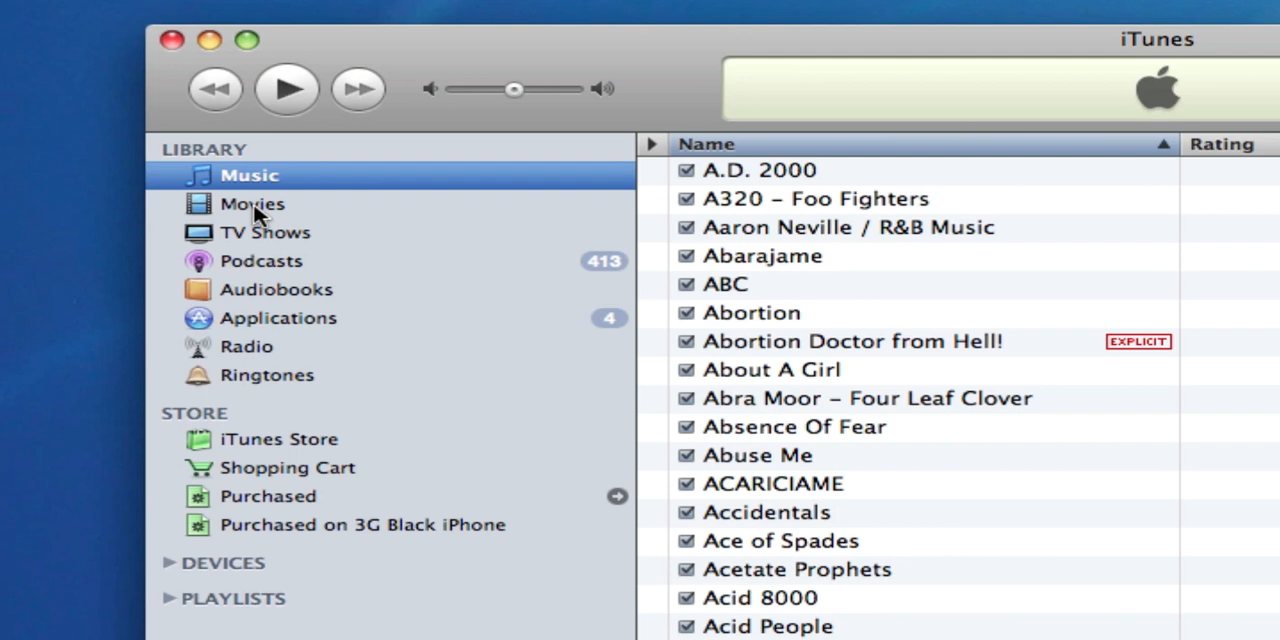 iTunes
LIBRARY
Music
Movies
TV Shows
Podcasts 413
Audiobooks
Applications 4
Radio
Ringtones
STORE
iTunes Store
Shopping Cart
Purchased
Purchased on 3G Black iPhone
DEVICES
PLAYLISTS
Name Rating
A.D. 2000
A320 - Foo Fighters
Aaron Neville / R&B Music
Abarajame
ABC
Abortion
Abortion Doctor from Hell! EXPLICIT
About A Girl
Abra Moor - Four Leaf Clover
Absence Of Fear
Abuse Me
ACARICIAME
Accidentals
Ace of Spades
Acetate Prophets
Acid 8000
Acid People